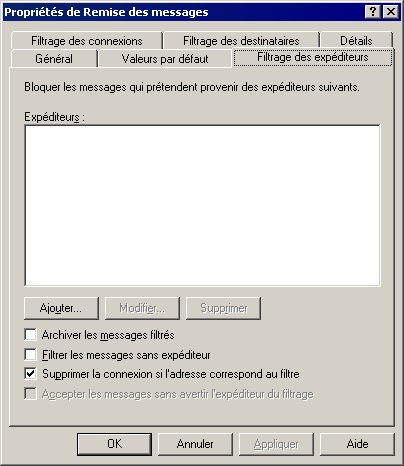 Propriétés de Remise des messages
Filtrage des connexions Filtrage des destinataires Détails
Général Valeurs par défaut Filtrage des expéditeurs
Bloquer les messages qui prétendent provenir des expéditeurs suivants.
Expéditeurs :
Ajouter... Modifier... Supprimer
Archiver les messages filtrés
Filtrer les messages sans expéditeur
Supprimer la connexion si l'adresse correspond au filtre
Accepter les messages sans avertir l'expéditeur du filtrage
OK Annuler Appliquer Aide